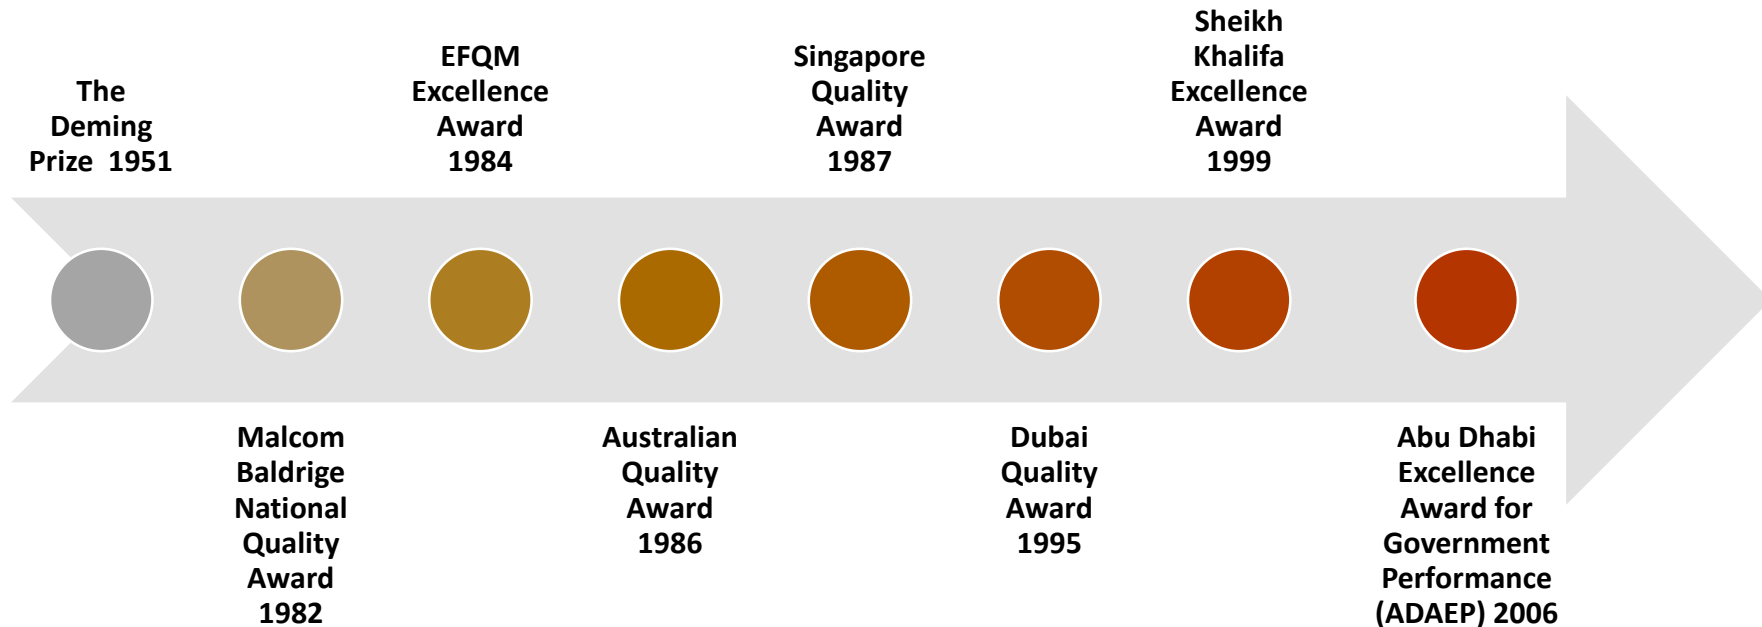 The
Deming
Prize 1951
Malcom
Baldrige
National
Quality
Award
1982
EFQM
Excellence
Award
1984
Australian
Quality
Award
1986
Singapore
Quality
Award
1987
Dubai
Quality
Award
1995
Sheikh
Khalifa
Excellence
Award
1999
Abu Dhabi
Excellence
Award for
Government
Performance
(ADAEP) 2006